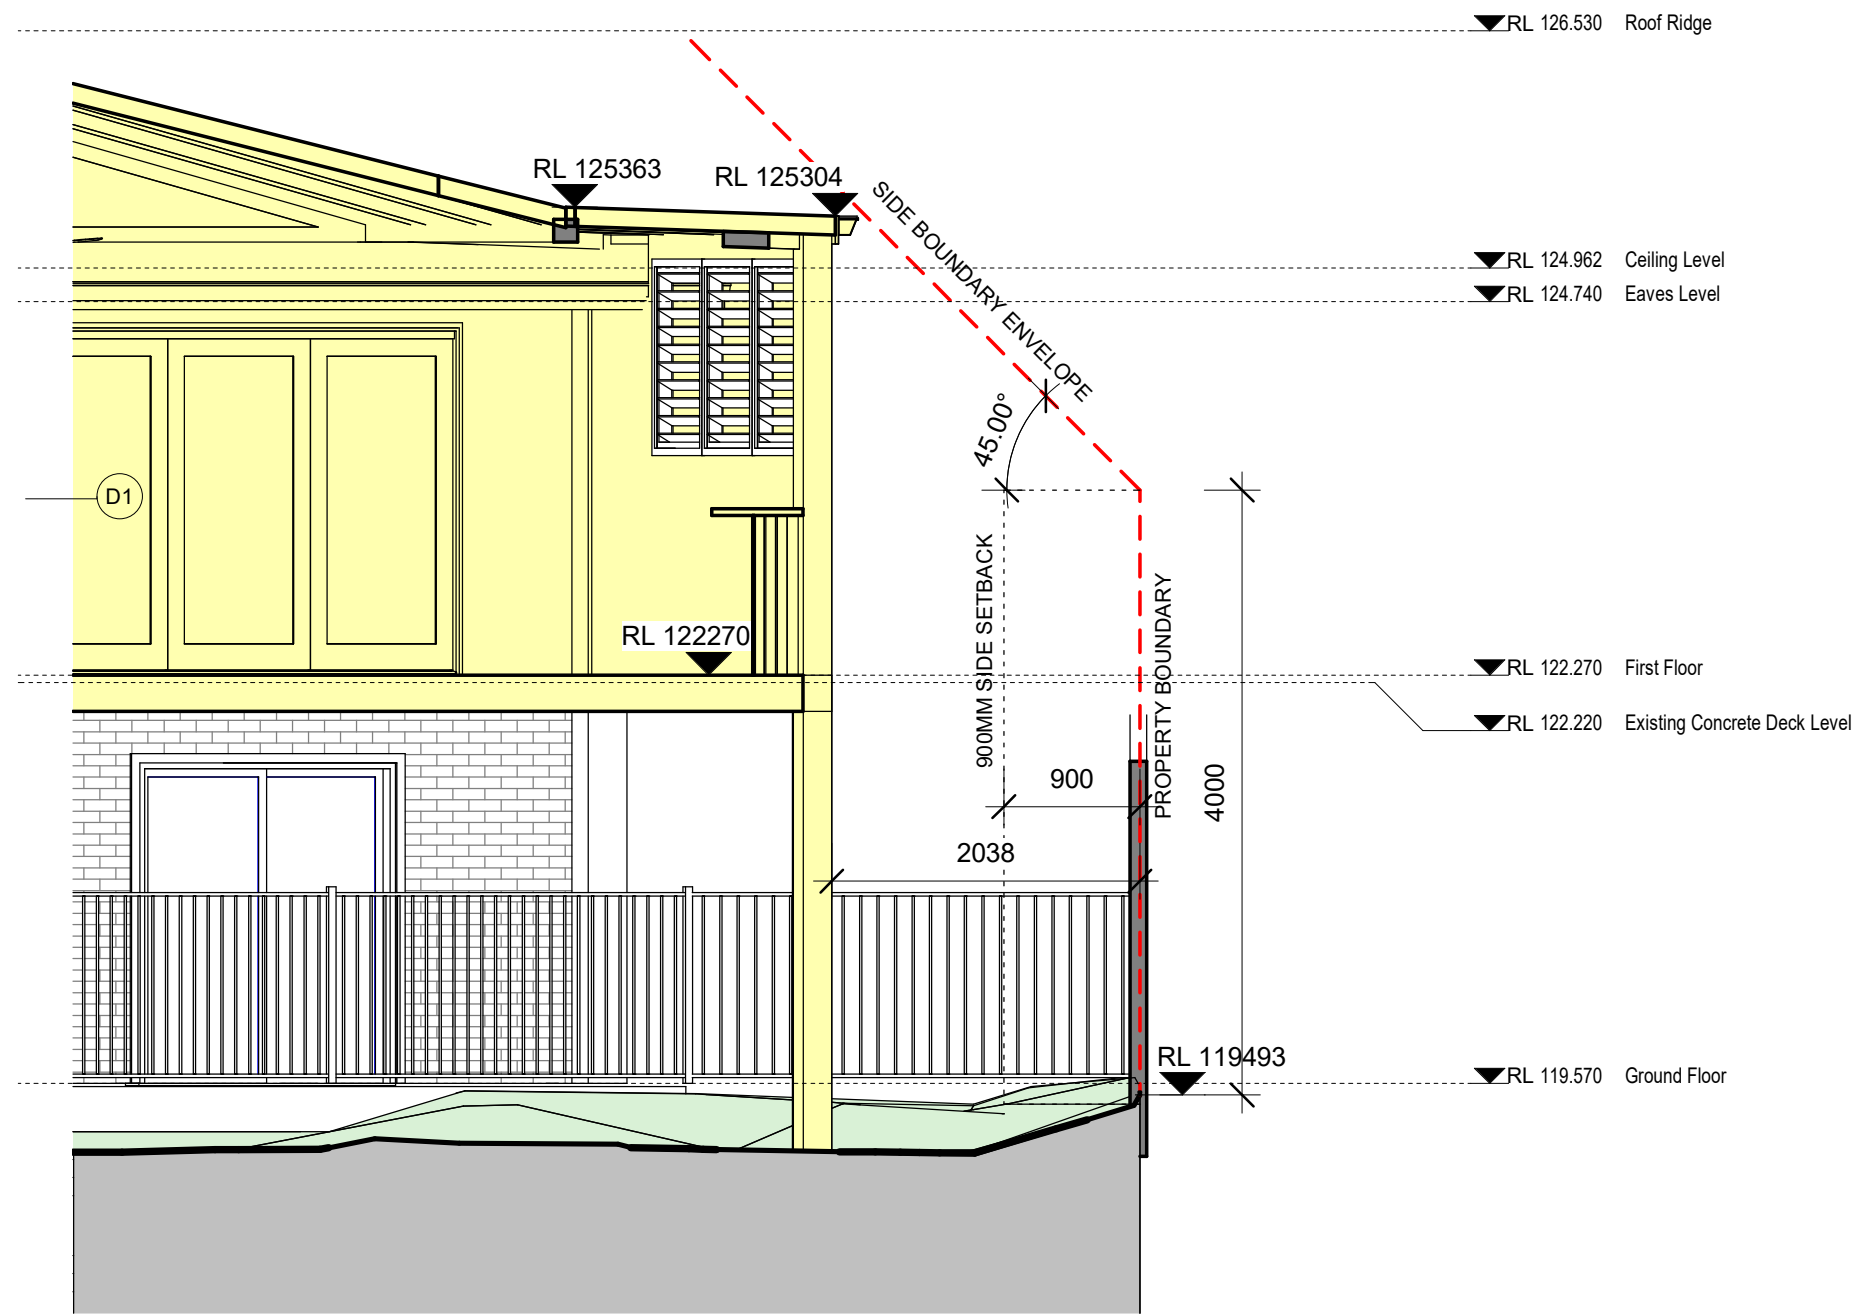 RL 126.530 Roof Ridge
RL 125363
RL 125304
SIDE BOUNDARY ENVELOPE
RL 124.962 Ceiling Level
RL 124.740 Eaves Level
45.00°
D1
900MM SIDE SETBACK
PROPERTY BOUNDARY
RL 122270
RL 122.270 First Floor
RL 122.220 Existing Concrete Deck Level
900
4000
2038
RL 119493
RL 119.570 Ground Floor